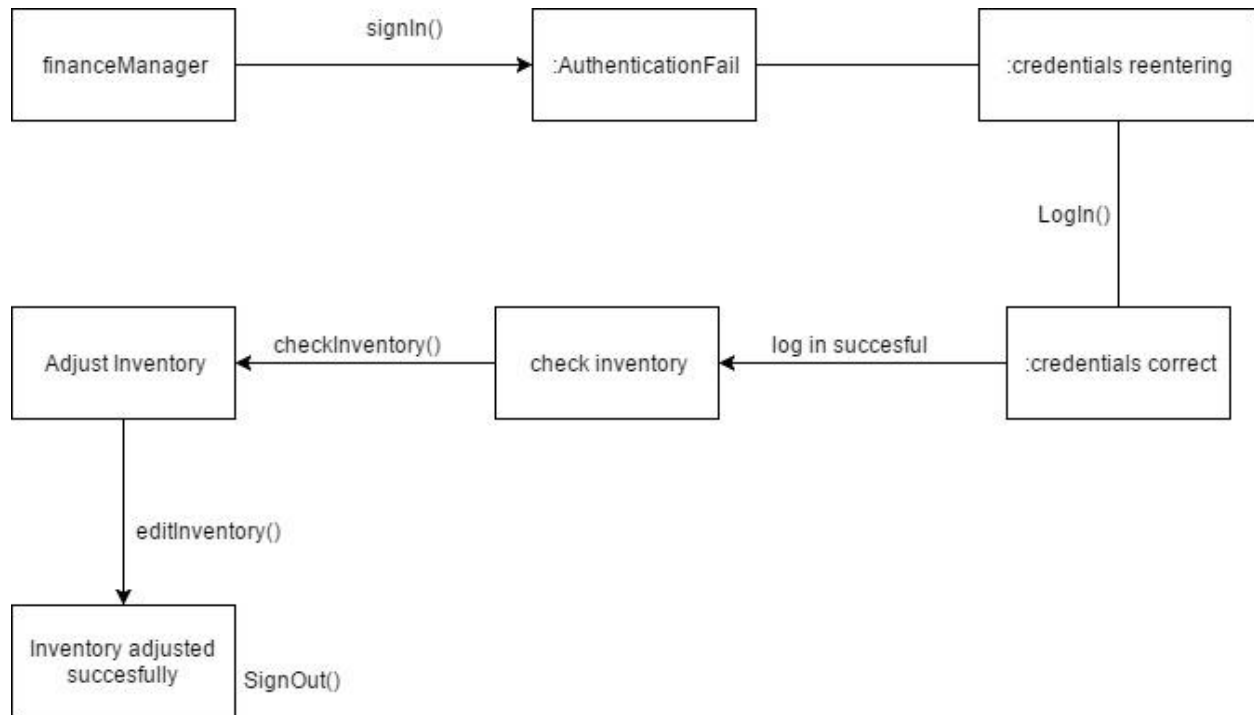 signIn()
financeManager
:AuthenticationFail
:credentials reentering
LogIn()
Adjust Inventory
checkInventory()
check inventory
log in succesful
:credentials correct
editInventory()
Inventory adjusted
succesfully
SignOut()